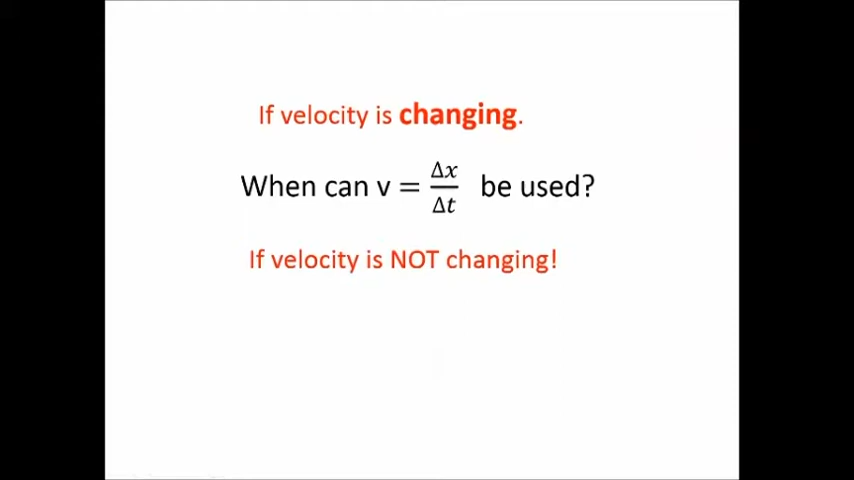 If velocity is changing.
When can v = Δx/Δt be used?
If velocity is NOT changing!